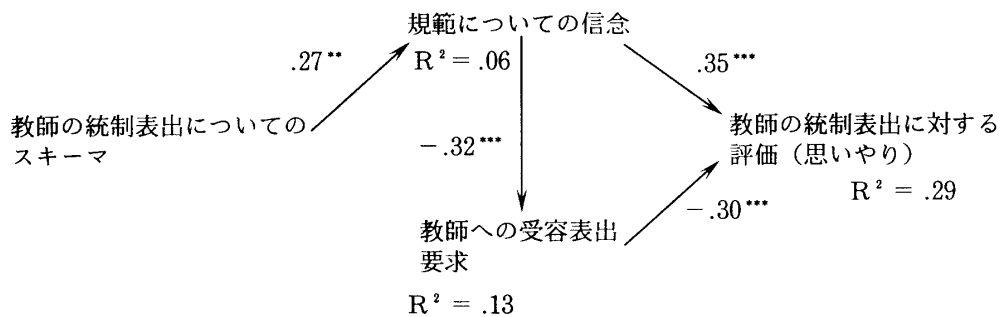 規範についての信念
.27**
R²= .06
.35***
教師の統制表出についての
スキーマ
−.32***
教師の統制表出に対する
評価（思いやり）
R² = .29
−.30***
教師への受容表出
要求
R² = .13